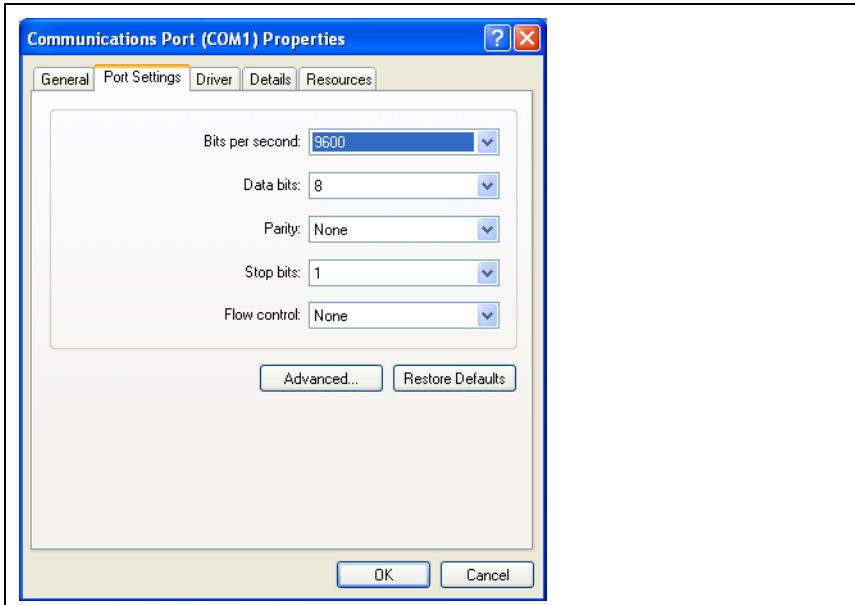 Communications Port (COM1) Properties
General Port Settings Driver Details Resources
Bits per second: 9600
Data bits: 8
Parity: None
Stop bits: 1
Flow control: None
Advanced... Restore Defaults
OK Cancel